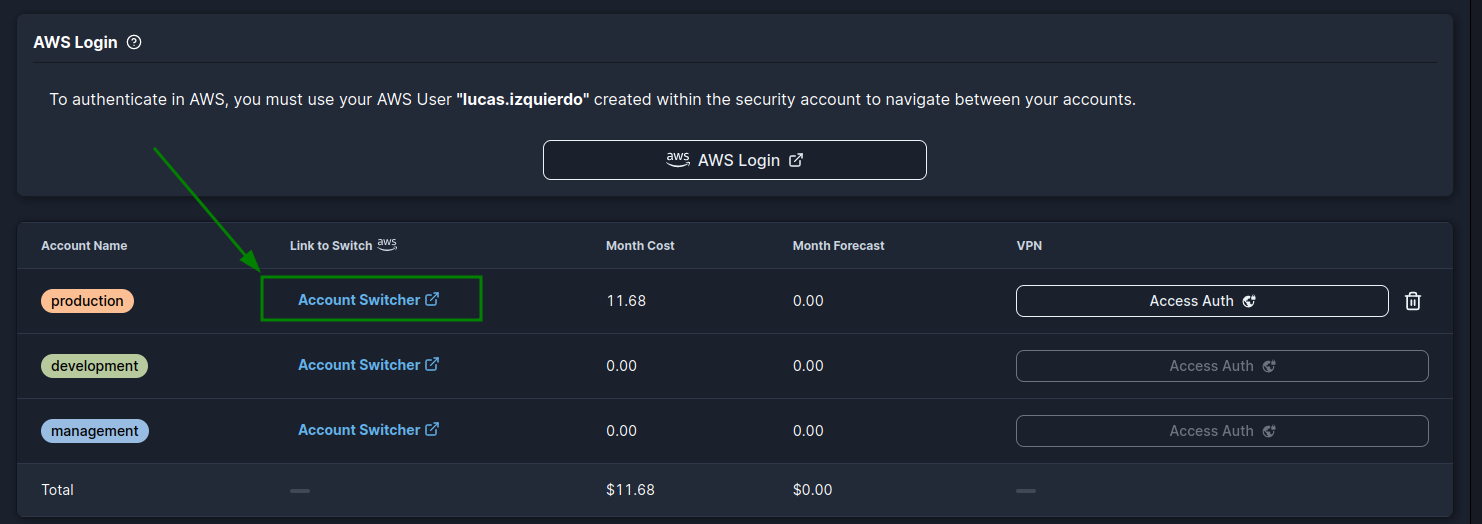 AWS Login
To authenticate in AWS, you must use your AWS User "lucas.izquierdo" created within the security account to navigate between your accounts.
aws AWS Login
Account Name Link to Switch aws Month Cost Month Forecast VPN
production Account Switcher 11.68 0.00 Access Auth
development Account Switcher 0.00 0.00 Access Auth
management Account Switcher 0.00 0.00 Access Auth
Total $11.68 $0.00